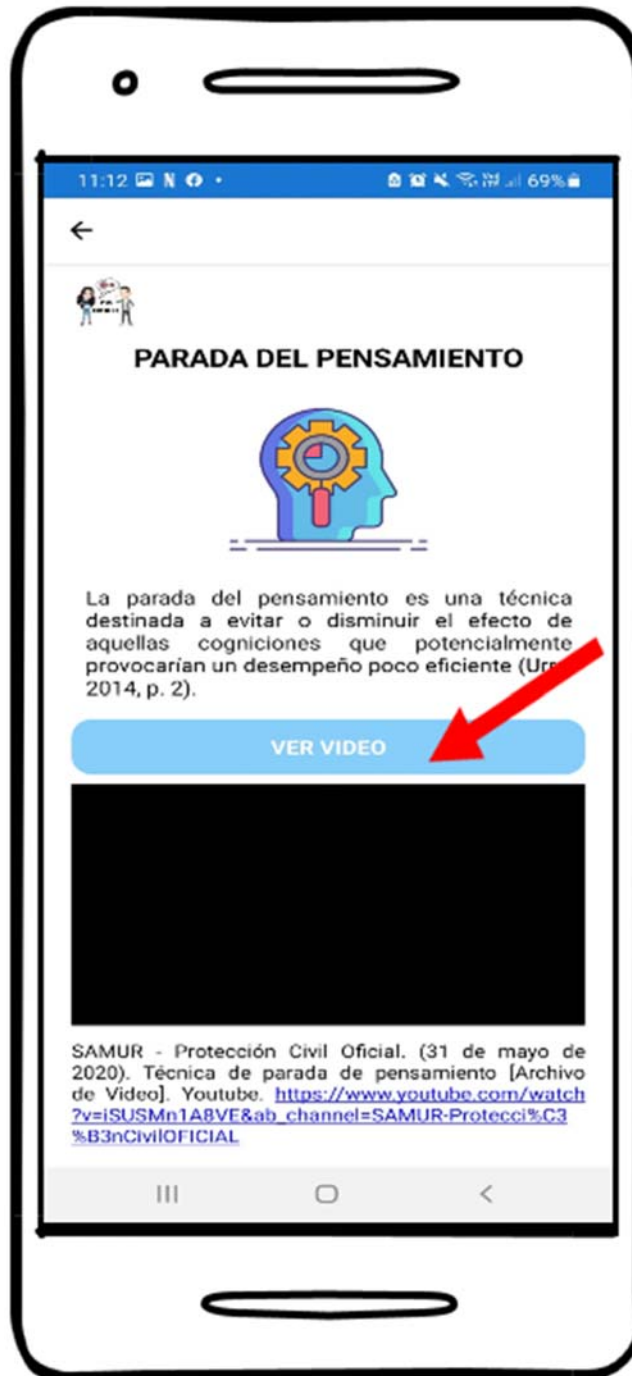 11:12 N 69%
PARADA DEL PENSAMIENTO
La parada del pensamiento es una técnica
destinada a evitar o disminuir el efecto de
aquellas cogniciones que potencialmente
provocarían un desempeño poco eficiente
2014, p. 2).
VER VIDEO
SAMUR - Protección Civil Oficial. (31 de mayo de
2020). Técnica de parada de pensamiento [Archivo
de Video]. Youtube. https://www.youtube.com/watch
?v=iSUSMn1A8VE&ab_channel=SAMUR-Protecci%C3
%B3nCivilOFICIAL